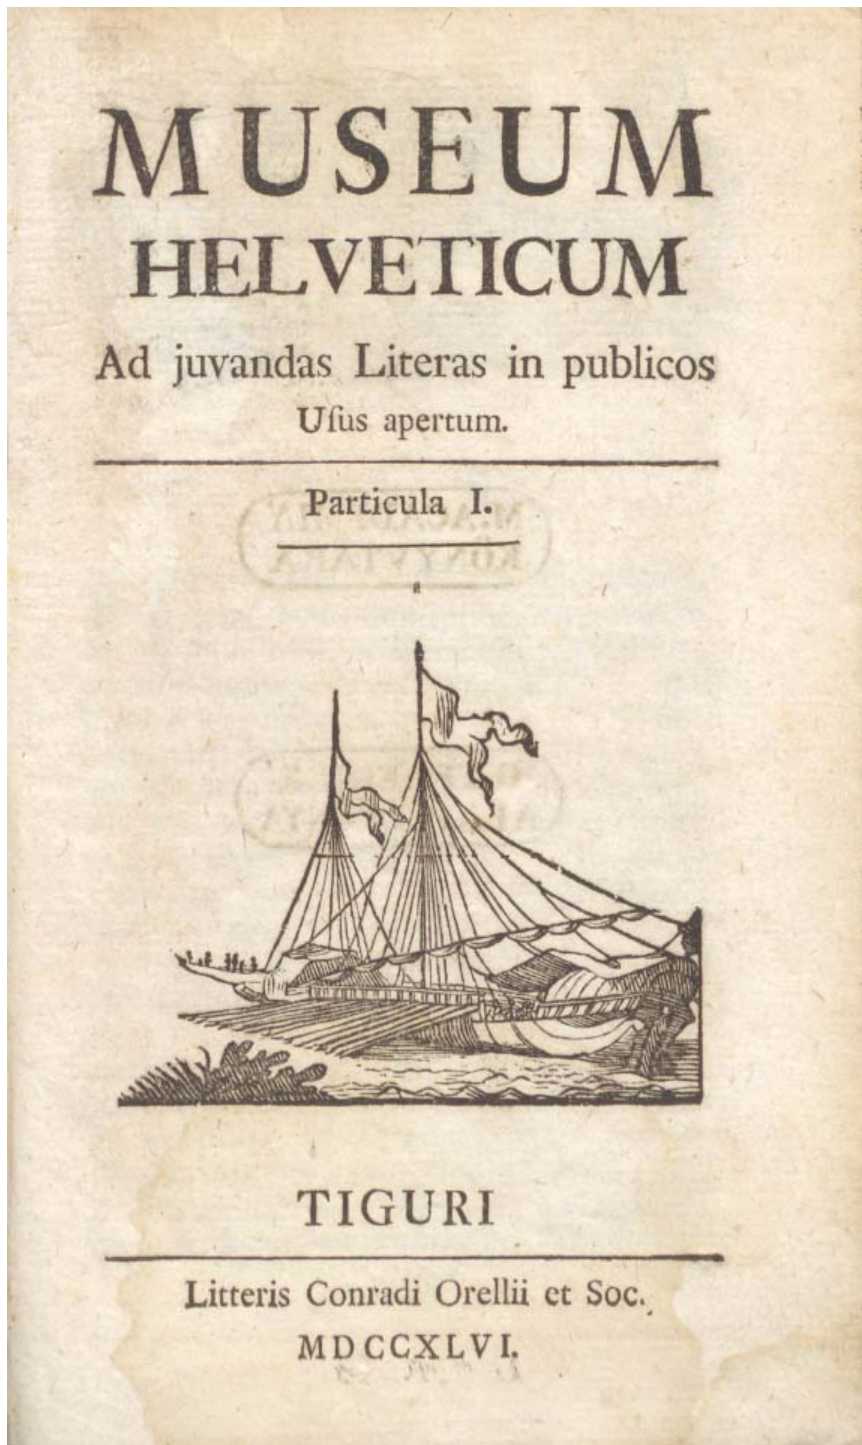 MUSEUM
HELVETICUM
Ad juvandas Literas in publicos
Uſus apertum.
Particula I.
TIGURI
Litteris Conradi Orellii et Soc.
MDCCXLVI.